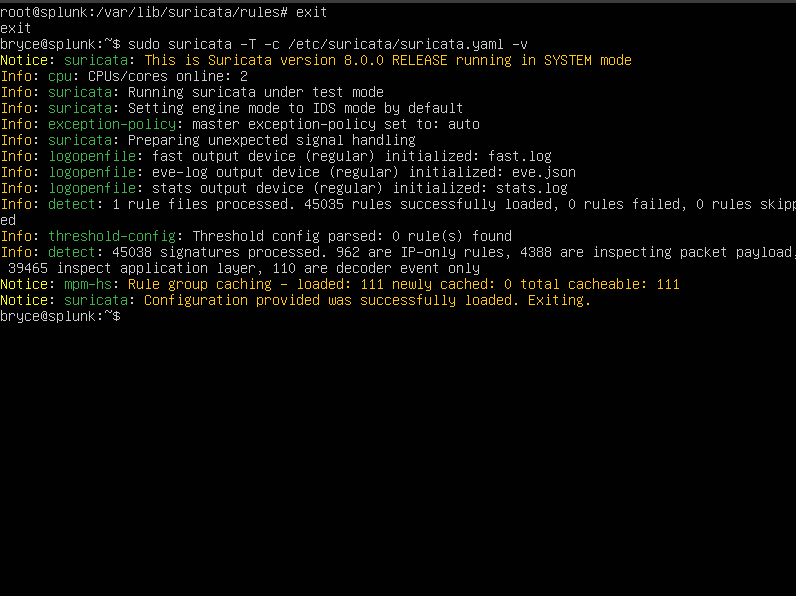 root@splunk:/var/lib/suricata/rules# exit
exit
bryce@splunk:~$ sudo suricata -T -c /etc/suricata/suricata.yaml -v
Notice: suricata: This is Suricata version 8.0.0 RELEASE running in SYSTEM mode
Info: cpu: CPUs/cores online: 2
Info: suricata: Running suricata under test mode
Info: suricata: Setting engine mode to IDS mode by default
Info: exception-policy: master exception-policy set to: auto
Info: suricata: Preparing unexpected signal handling
Info: logopenfile: fast output device (regular) initialized: fast.log
Info: logopenfile: eve-log output device (regular) initialized: eve.json
Info: logopenfile: stats output device (regular) initialized: stats.log
Info: detect: 1 rule files processed. 45035 rules successfully loaded, 0 rules failed, 0 rules skipp
ed
Info: threshold-config: Threshold config parsed: 0 rule(s) found
Info: detect: 45038 signatures processed. 962 are IP-only rules, 4388 are inspecting packet payload,
 39465 inspect application layer, 110 are decoder event only
Notice: mpm-hs: Rule group caching - loaded: 111 newly cached: 0 total cacheable: 111
Notice: suricata: Configuration provided was successfully loaded. Exiting.
bryce@splunk:~$